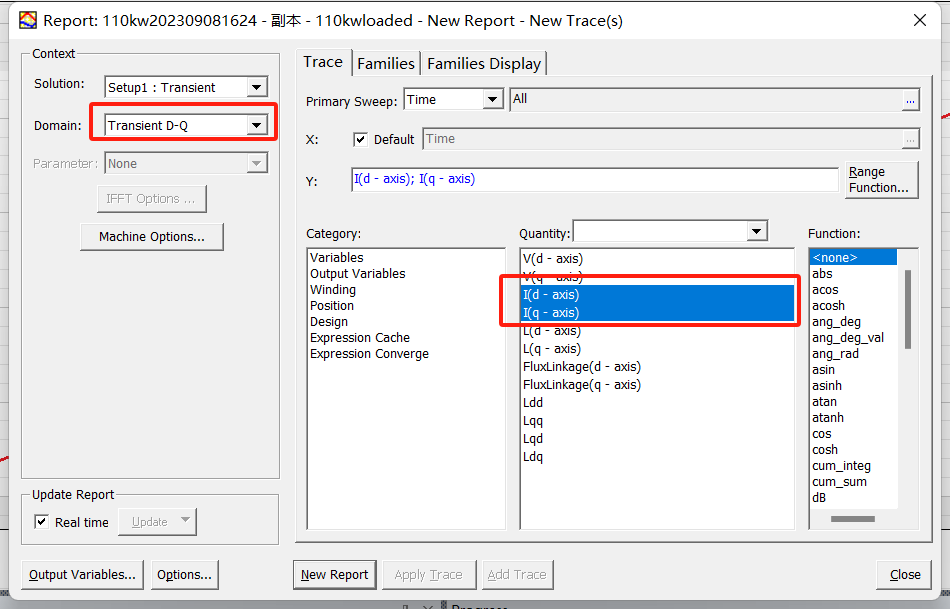 Report: 110kw202309081624 - 副本 - 110kwloaded - New Report - New Trace(s)
Context
Solution: Setup1 : Transient
Domain: Transient D-Q
Parameter: None
IFFT Options ...
Machine Options...
Update Report
Real time Update
Output Variables... Options...
Trace Families Families Display
Primary Sweep: Time All ...
X: Default Time ...
Y: I(d - axis); I(q - axis) Range Function...
Category:
Variables
Output Variables
Winding
Position
Design
Expression Cache
Expression Converge
Quantity:
V(d - axis)
V(q - axis)
I(d - axis)
I(q - axis)
L(d - axis)
L(q - axis)
FluxLinkage(d - axis)
FluxLinkage(q - axis)
Ldd
Lqq
Lqd
Ldq
Function:
<none>
abs
acos
acosh
ang_deg
ang_deg_val
ang_rad
asin
asinh
atan
atanh
cos
cosh
cum_integ
cum_sum
dB
New Report Apply Trace Add Trace Close
Progress